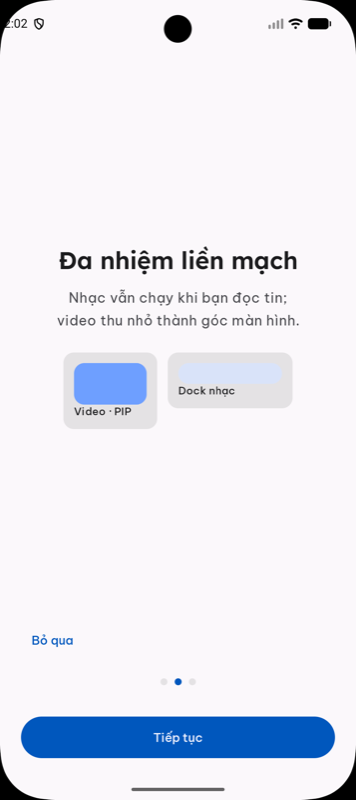 2:02
Đa nhiệm liền mạch
Nhạc vẫn chạy khi bạn đọc tin;
video thu nhỏ thành góc màn hình.
Video · PIP
Dock nhạc
Bỏ qua
Tiếp tục